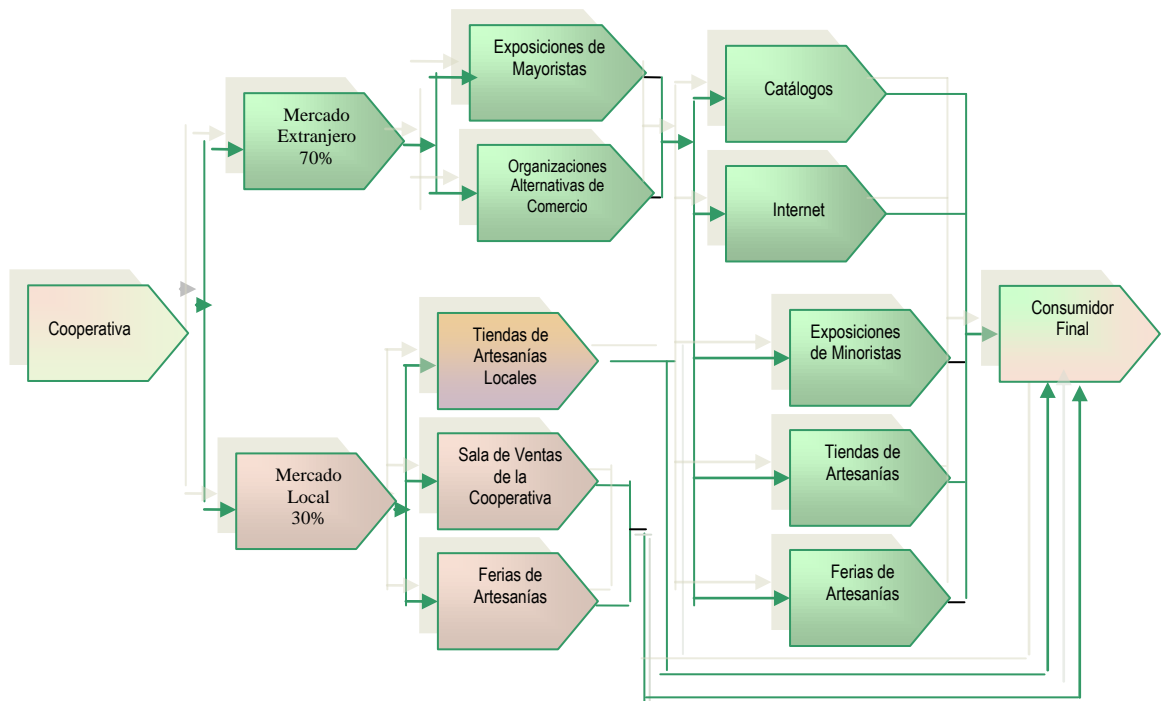 Cooperativa
Mercado
Extranjero
70%
Mercado
Local
30%
Exposiciones de
Mayoristas
Organizaciones
Alternativas de
Comercio
Tiendas de
Artesanías
Locales
Sala de Ventas
de la
Cooperativa
Ferias de
Artesanías
Catálogos
Internet
Exposiciones
de Minoristas
Tiendas de
Artesanías
Ferias de
Artesanías
Consumidor
Final